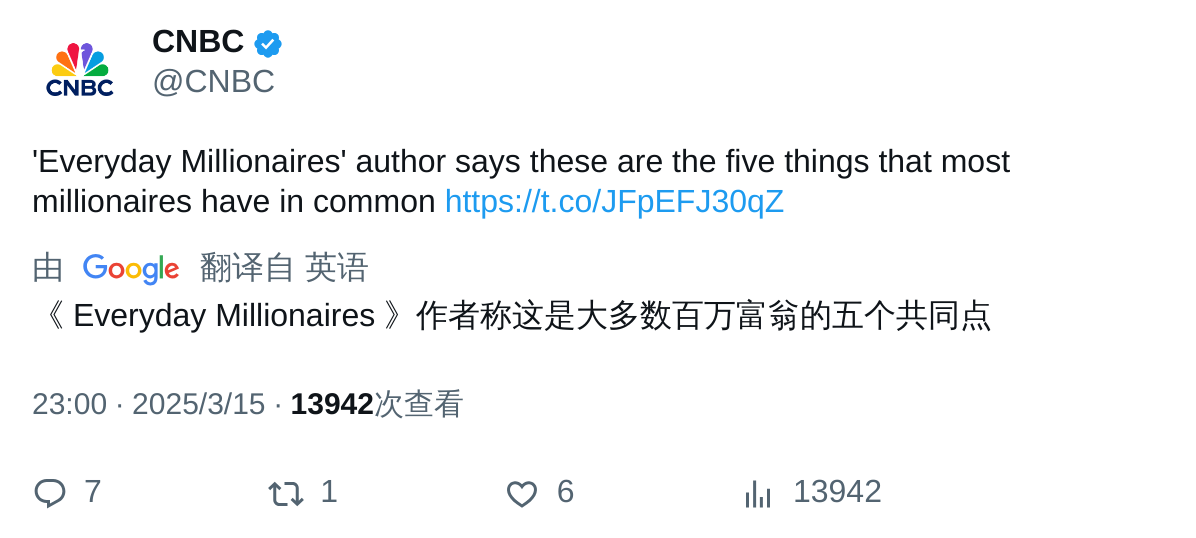 CNBC
CNBC
@CNBC
'Everyday Millionaires' author says these are the five things that most
millionaires have in common https://t.co/JFpEFJ30qZ
由 Google 翻译自 英语
《 Everyday Millionaires 》作者称这是大多数百万富翁的五个共同点
23:00 · 2025/3/15 · 13942次查看
7 1 6 13942